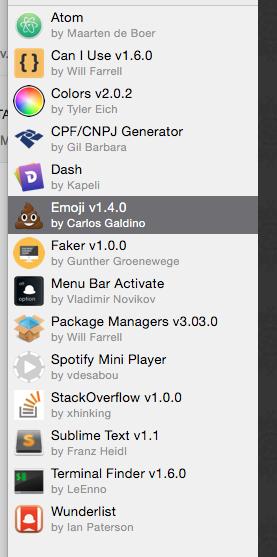 Atom
by Maarten de Boer
Can I Use v1.6.0
by Will Farrell
Colors v2.0.2
by Tyler Eich
CPF/CNPJ Generator
by Gil Barbara
Dash
by Kapeli
Emoji v1.4.0
by Carlos Galdino
Faker v1.0.0
by Gunther Groenewege
Menu Bar Activate
by Vladimir Novikov
Package Managers v3.03.0
by Will Farrell
Spotify Mini Player
by vdesabou
StackOverflow v1.0.0
by xhinking
Sublime Text v1.1
by Franz Heidl
Terminal Finder v1.6.0
by LeEnno
Wunderlist
by Ian Paterson